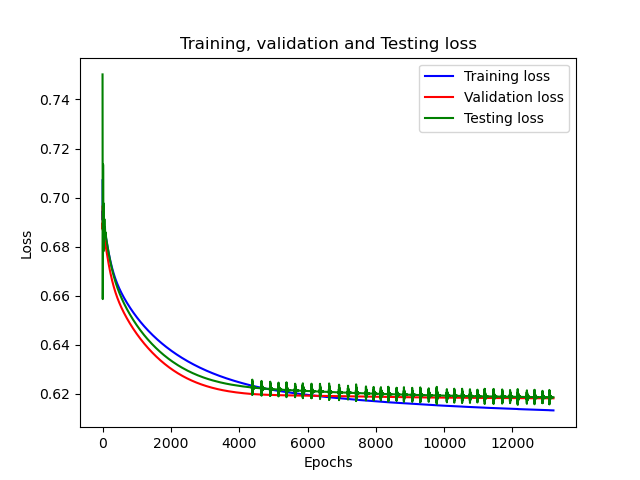 Training, validation and Testing loss
Training loss
Validation loss
Testing loss
Loss
0.74
0.72
0.70
0.68
0.66
0.64
0.62
0
2000
4000
6000
8000
10000
12000
Epochs